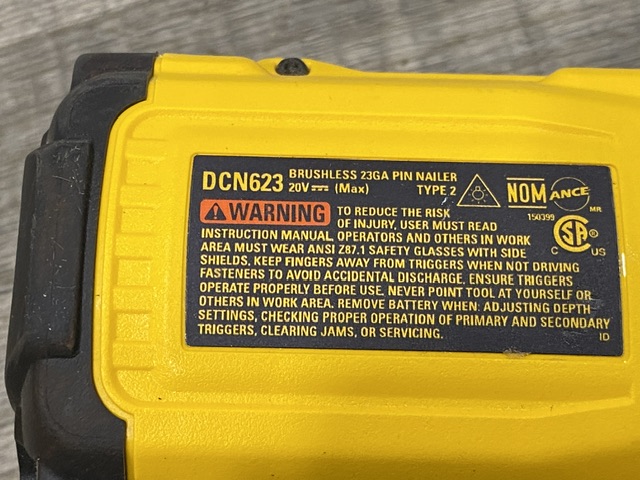 DCN623 BRUSHLESS 23GA PIN NAILER
20V (Max) TYPE 2
NOM ANCE
MR
150399
WARNING TO REDUCE THE RISK
OF INJURY, USER MUST READ
INSTRUCTION MANUAL, OPERATORS AND OTHERS IN WORK
AREA MUST WEAR ANSI Z87.1 SAFETY GLASSES WITH SIDE
SHIELDS. KEEP FINGERS AWAY FROM TRIGGERS WHEN NOT DRIVING
FASTENERS TO AVOID ACCIDENTAL DISCHARGE. ENSURE TRIGGERS
OPERATE PROPERLY BEFORE USE. NEVER POINT TOOL AT YOURSELF OR
OTHERS IN WORK AREA. REMOVE BATTERY WHEN: ADJUSTING DEPTH
SETTINGS, CHECKING PROPER OPERATION OF PRIMARY AND SECONDARY
TRIGGERS, CLEARING JAMS, OR SERVICING.
C SA ® US
ID